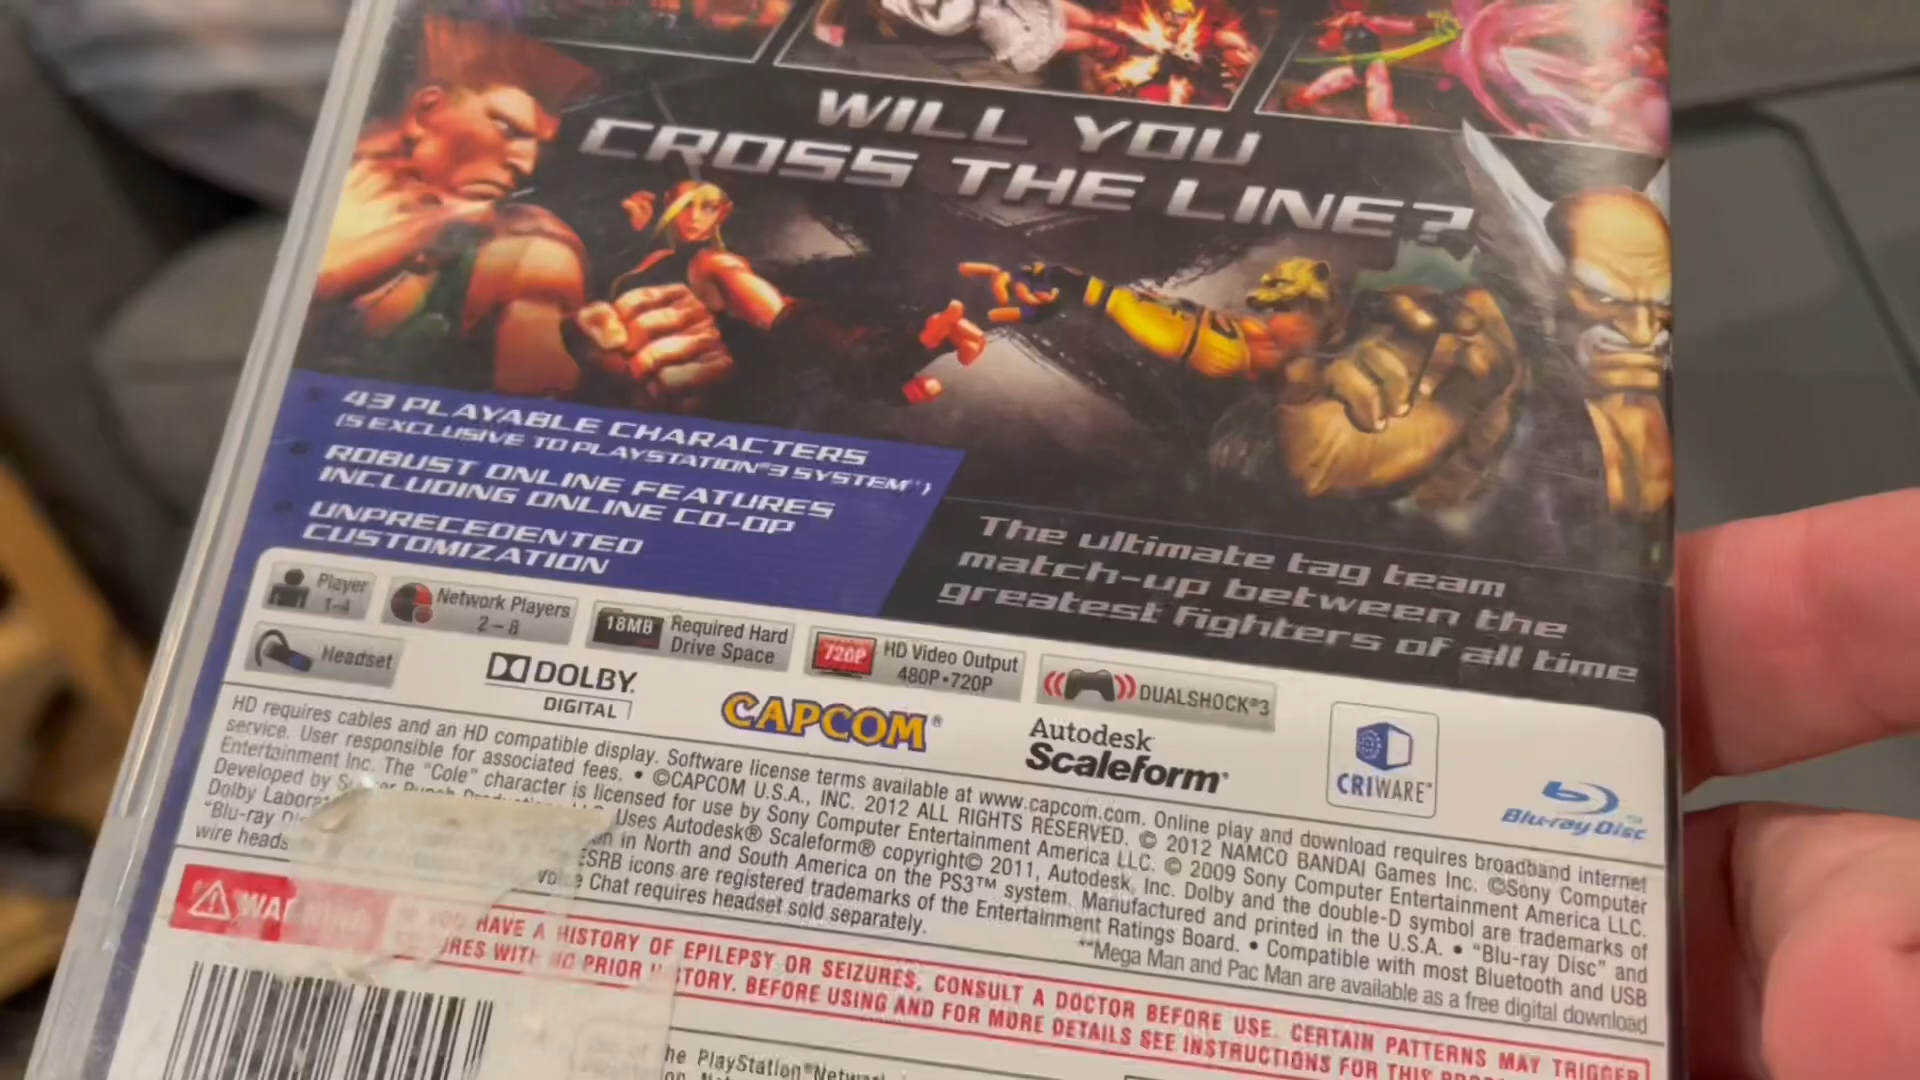 WILL YOU
CROSS THE LINE?
43 PLAYABLE CHARACTERS
(5 EXCLUSIVE TO PLAYSTATION®3 SYSTEM**)
ROBUST ONLINE FEATURES
INCLUDING ONLINE CO-OP
UNPRECEDENTED
CUSTOMIZATION
The ultimate tag team
match-up between the
greatest fighters of all time
Player
1-4
Network Players
2-8
18MB Required Hard
Drive Space
720P HD Video Output
480P•720P
DUALSHOCK®3
Headset
DOLBY
DIGITAL
CAPCOM®
Autodesk
Scaleform®
CRIWARE™
Blu-ray Disc™
HD requires cables and an HD compatible display. Software license terms available at www.capcom.com. Online play and download requires broadband internet
service. User responsible for associated fees. • ©CAPCOM U.S.A., INC. 2012 ALL RIGHTS RESERVED. © 2012 NAMCO BANDAI Games Inc. ©Sony Computer
Entertainment Inc. The "Cole" character is licensed for use by Sony Computer Entertainment America LLC. © 2009 Sony Computer Entertainment America LLC.
Developed by Uses Autodesk® Scaleform® copyright© 2011, Autodesk, Inc. Dolby and the double-D symbol are trademarks of
Dolby in North and South America on the PS3™ system. Manufactured and printed in the U.S.A. • "Blu-ray Disc" and
"Blu-ray ESRB icons are registered trademarks of the Entertainment Ratings Board. • Compatible with most Bluetooth and USB
wire Chat requires headset sold separately. **Mega Man and Pac Man are available as a free digital download
HAVE A HISTORY OF EPILEPSY OR SEIZURES, CONSULT A DOCTOR BEFORE USE. CERTAIN PATTERNS MAY TRIGGER
WITH NO PRIOR BEFORE USING AND FOR MORE DETAILS SEE INSTRUCTIONS FOR THIS
PlayStation®